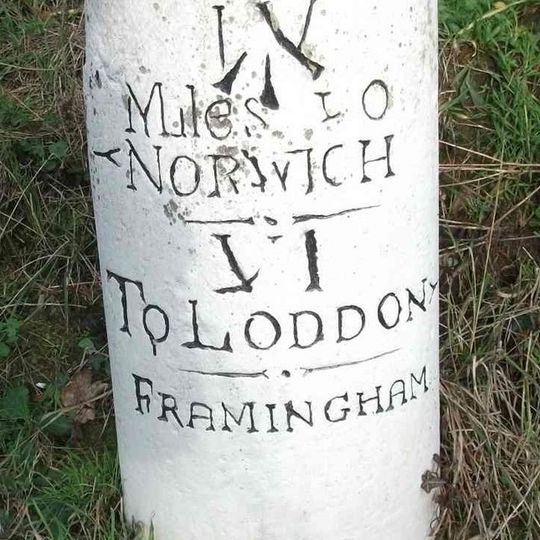 IV
Miles TO
NORWICH
VI
To LODDON
FRAMINGHAM